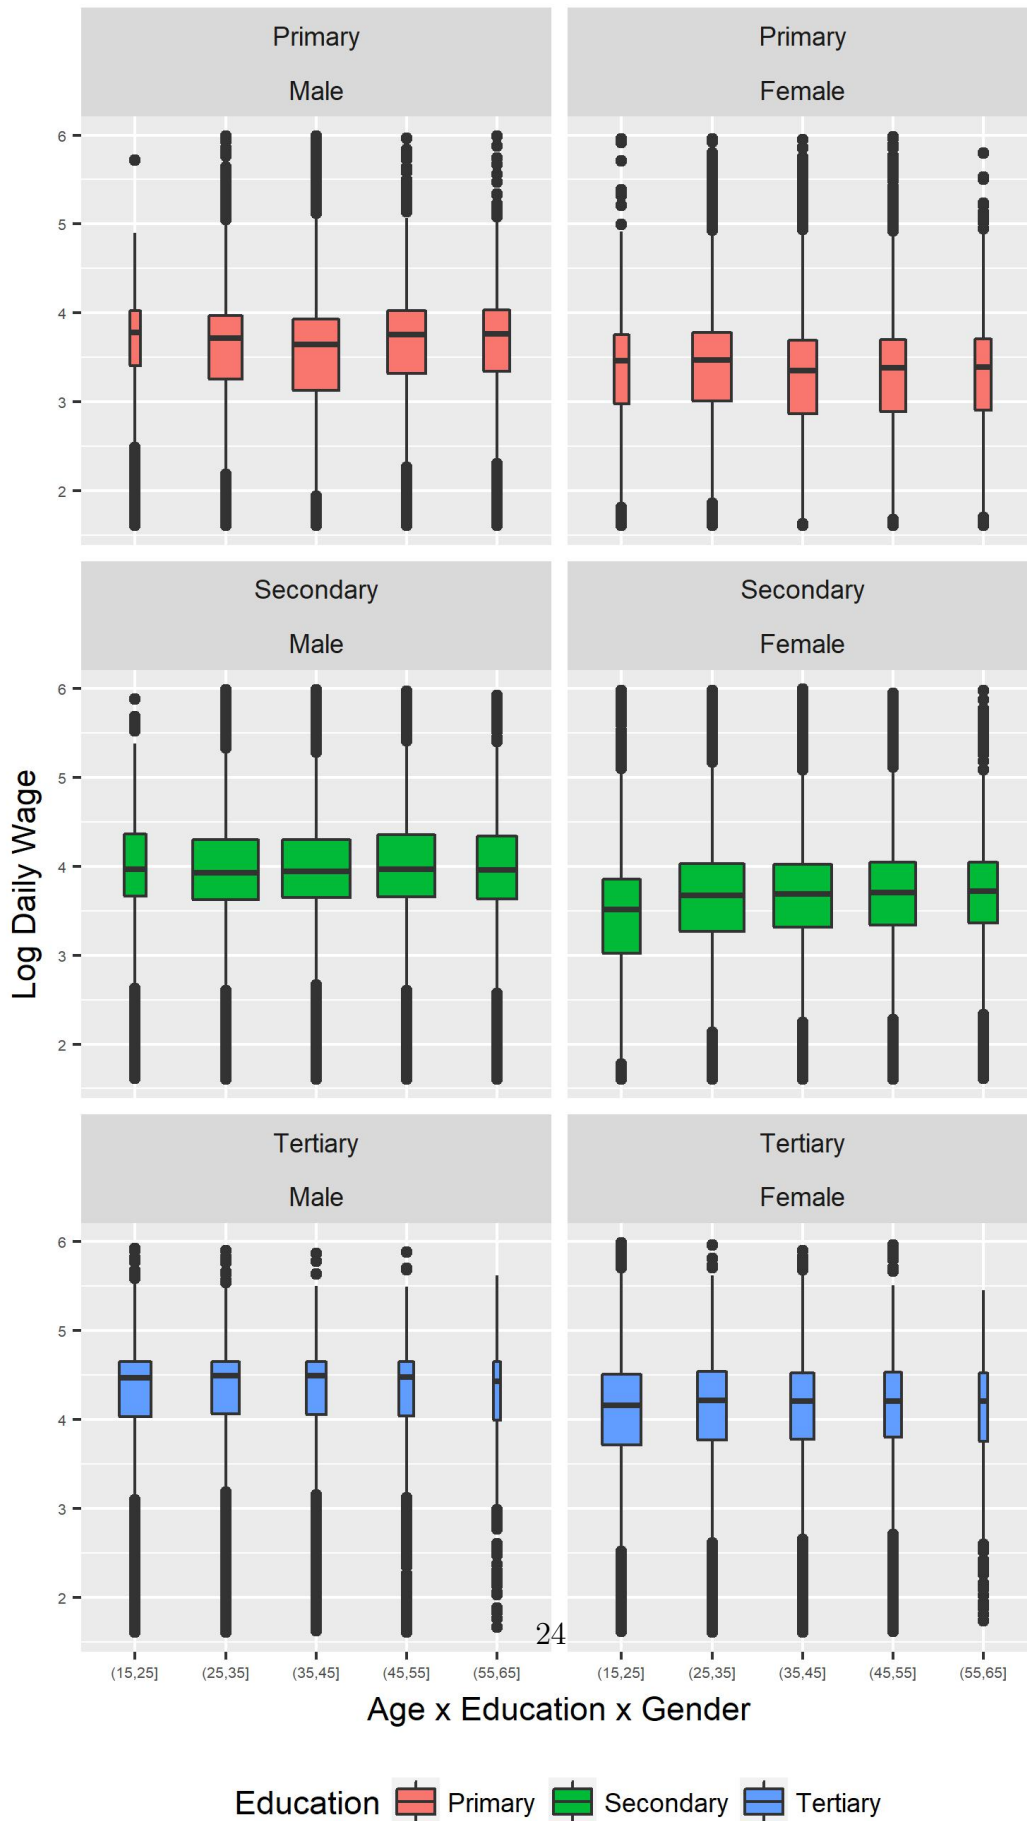 Primary Primary
Male Female
6
5
4
3
2
Secondary Secondary
Male Female
6
5
4
3
2
Log Daily Wage
Tertiary Tertiary
Male Female
6
5
4
3
2
24
(15,25] (25,35] (35,45] (45,55] (55,65] (15,25] (25,35] (35,45] (45,55] (55,65]
Age x Education x Gender
Education Primary Secondary Tertiary